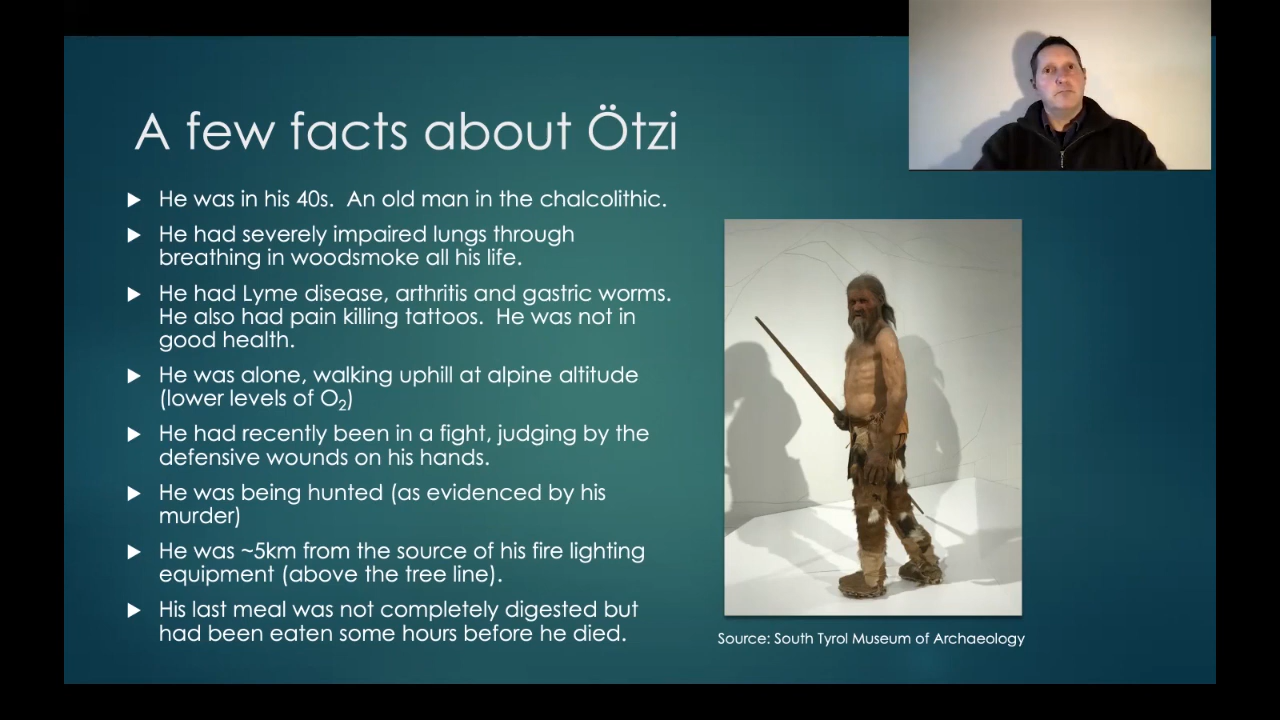 A few facts about Ötzi
He was in his 40s.  An old man in the chalcolithic.
He had severely impaired lungs through
breathing in woodsmoke all his life.
He had Lyme disease, arthritis and gastric worms.
He also had pain killing tattoos.  He was not in
good health.
He was alone, walking uphill at alpine altitude
(lower levels of O₂)
He had recently been in a fight, judging by the
defensive wounds on his hands.
He was being hunted (as evidenced by his
murder)
He was ~5km from the source of his fire lighting
equipment (above the tree line).
His last meal was not completely digested but
had been eaten some hours before he died.
Source: South Tyrol Museum of Archaeology